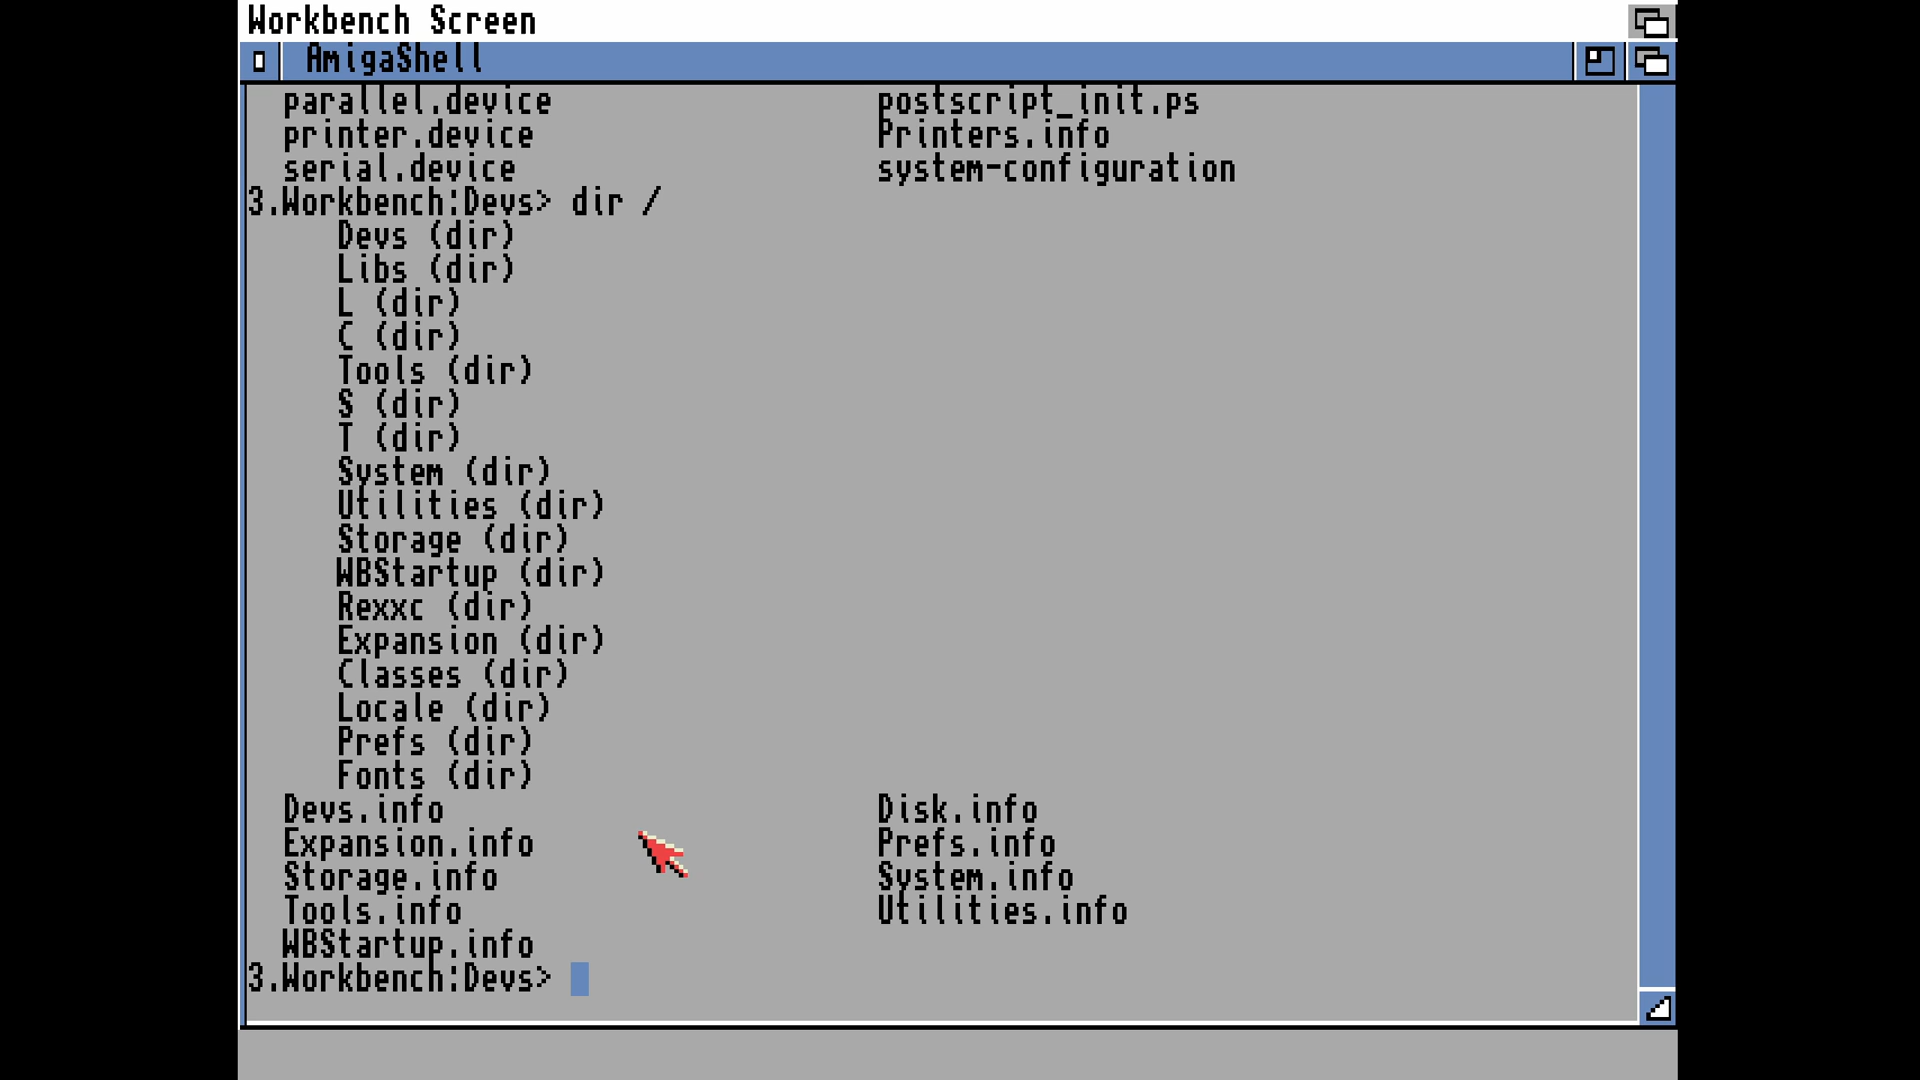 Workbench Screen
AmigaShell
parallel.device postscript_init.ps
printer.device Printers.info
serial.device system-configuration
3.Workbench:Devs> dir /
Devs (dir)
Libs (dir)
L (dir)
C (dir)
Tools (dir)
S (dir)
T (dir)
System (dir)
Utilities (dir)
Storage (dir)
WBStartup (dir)
Rexxc (dir)
Expansion (dir)
Classes (dir)
Locale (dir)
Prefs (dir)
Fonts (dir)
Devs.info Disk.info
Expansion.info Prefs.info
Storage.info System.info
Tools.info Utilities.info
WBStartup.info
3.Workbench:Devs>